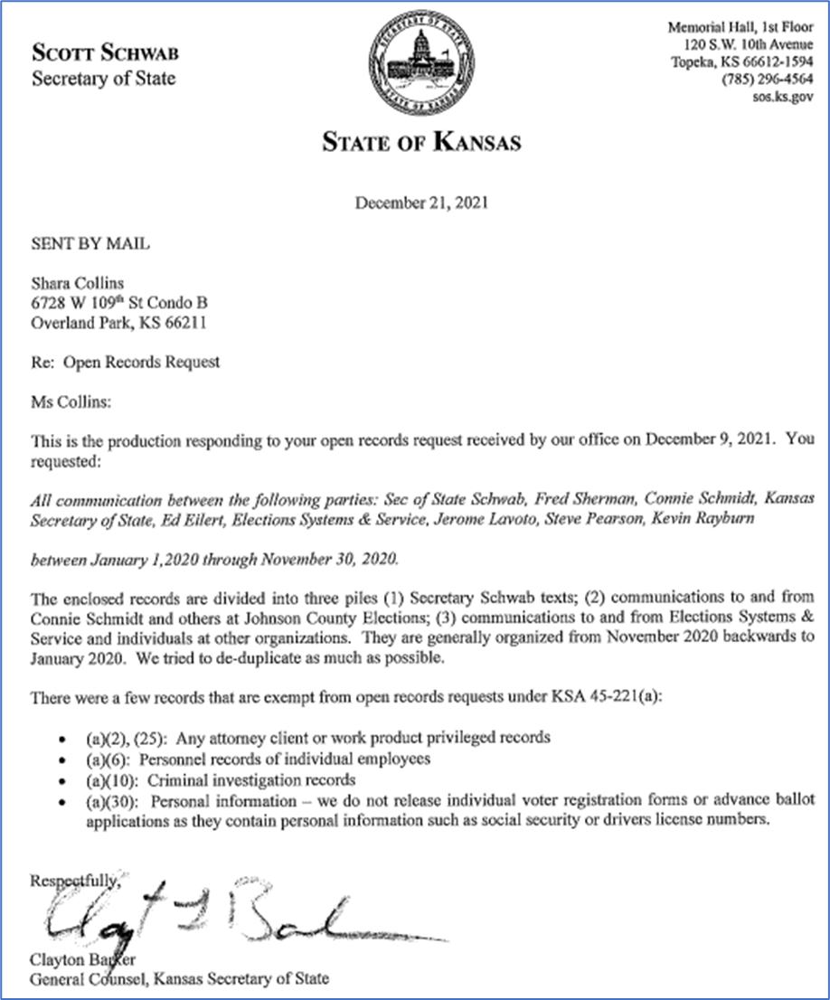 SCOTT SCHWAB
Secretary of State
SECRETARY OF STATE
STATE OF KANSAS
Memorial Hall, 1st Floor
120 S.W. 10th Avenue
Topeka, KS 66612-1594
(785) 296-4564
sos.ks.gov
STATE OF KANSAS
December 21, 2021
SENT BY MAIL
Shara Collins
6728 W 109th St Condo B
Overland Park, KS 66211
Re: Open Records Request
Ms Collins:
This is the production responding to your open records request received by our office on December 9, 2021. You
requested:
All communication between the following parties: Sec of State Schwab, Fred Sherman, Connie Schmidt, Kansas
Secretary of State, Ed Eilert, Elections Systems & Service, Jerome Lavoto, Steve Pearson, Kevin Rayburn
between January 1,2020 through November 30, 2020.
The enclosed records are divided into three piles (1) Secretary Schwab texts; (2) communications to and from
Connie Schmidt and others at Johnson County Elections; (3) communications to and from Elections Systems &
Service and individuals at other organizations. They are generally organized from November 2020 backwards to
January 2020. We tried to de-duplicate as much as possible.
There were a few records that are exempt from open records requests under KSA 45-221(a):
• (a)(2), (25): Any attorney client or work product privileged records
• (a)(6): Personnel records of individual employees
• (a)(10): Criminal investigation records
• (a)(30): Personal information – we do not release individual voter registration forms or advance ballot
applications as they contain personal information such as social security or drivers license numbers.
Respectfully,
Clayton Barker
General Counsel, Kansas Secretary of State